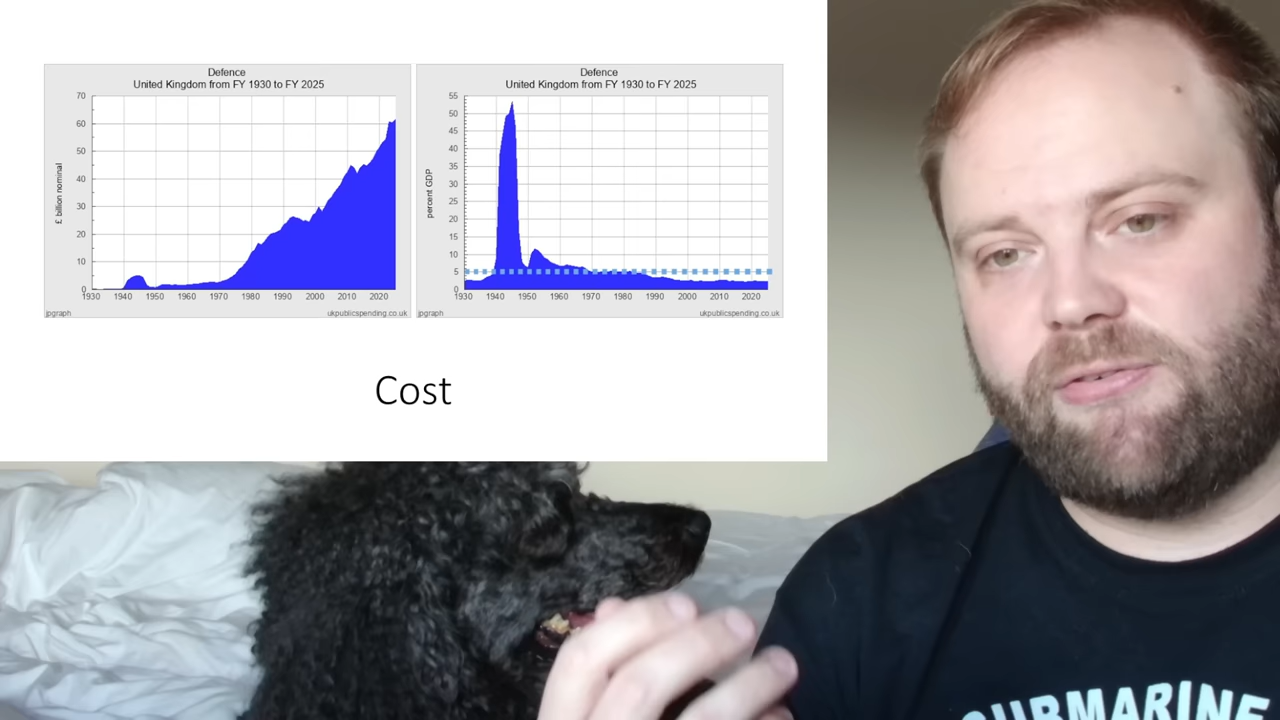 Defence
United Kingdom from FY 1930 to FY 2025
£ billion nominal
70
60
50
40
30
20
10
0
1930 1940 1950 1960 1970 1980 1990 2000 2010 2020
jpgraph ukpublicspending.co.uk
Defence
United Kingdom from FY 1930 to FY 2025
percent GDP
55
50
45
40
35
30
25
20
15
10
5
0
1930 1940 1950 1960 1970 1980 1990 2000 2010 2020
jpgraph ukpublicspending.co.uk
Cost
SUBMARINE